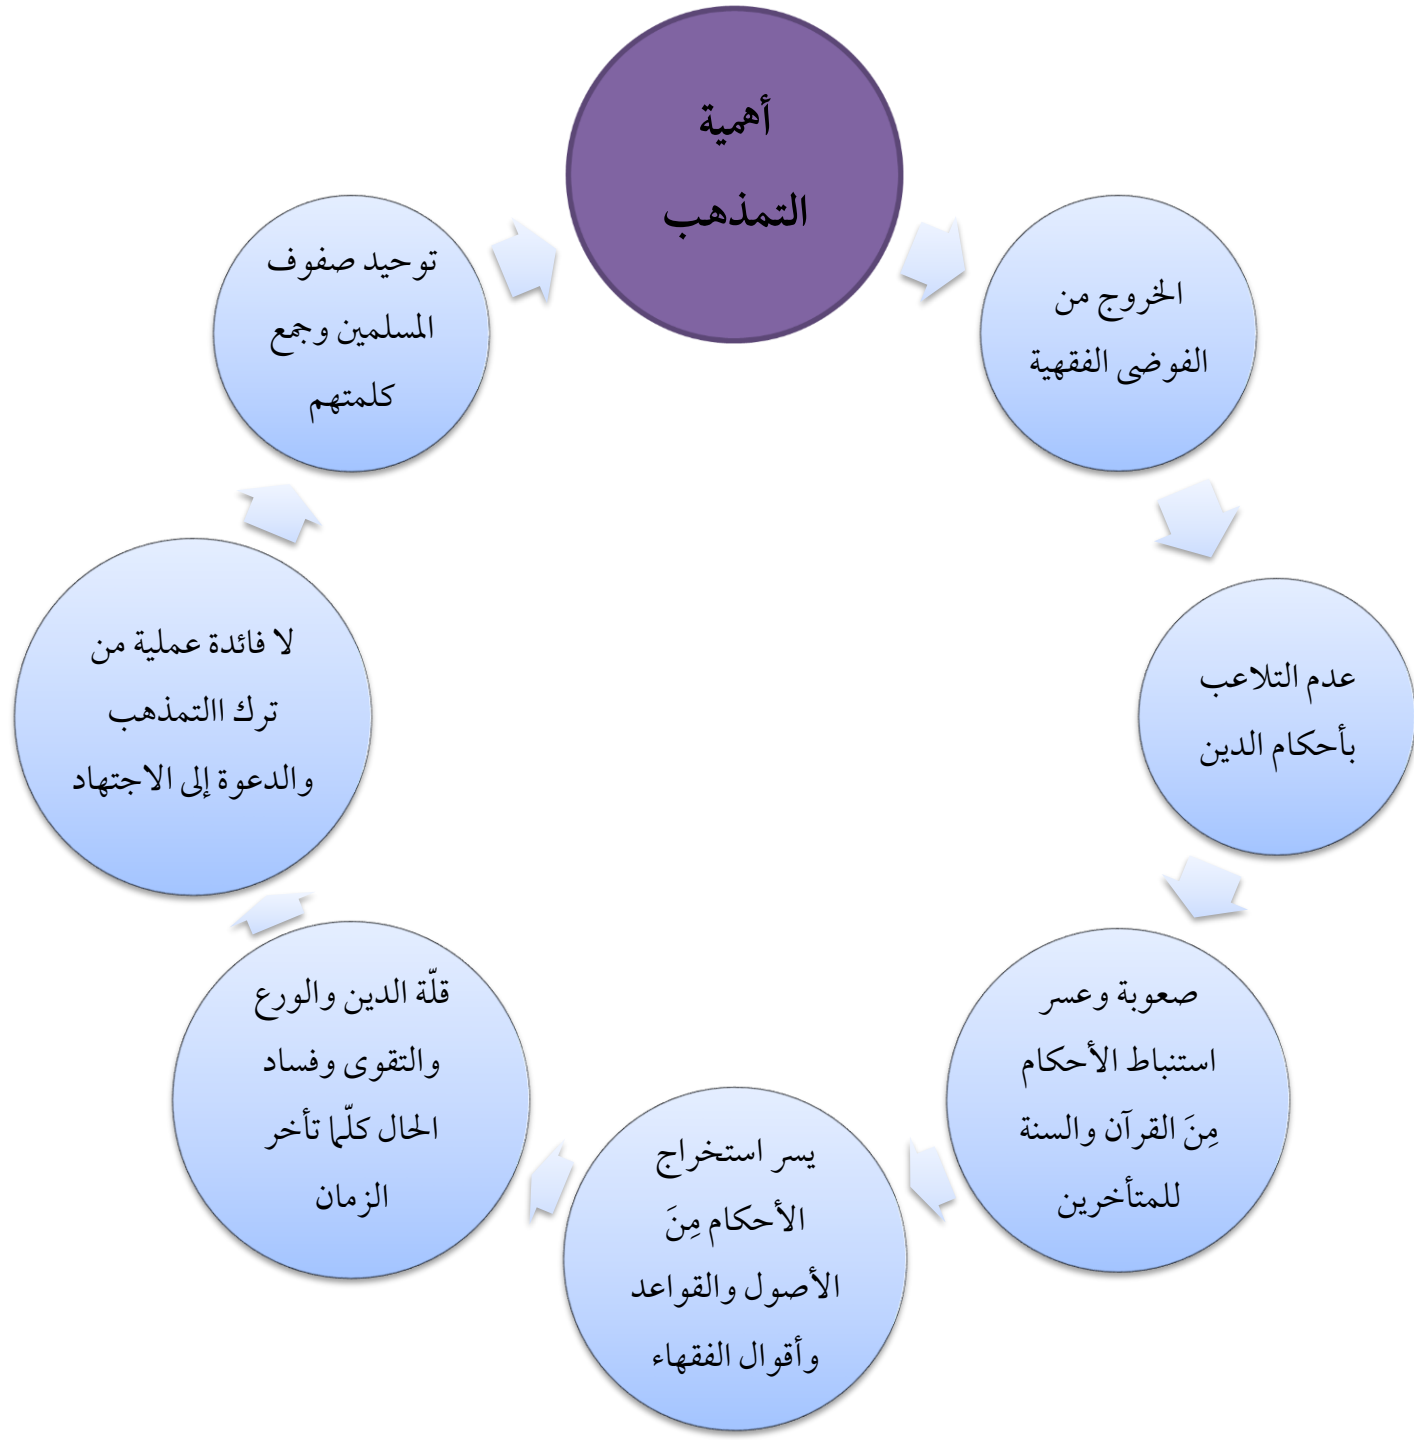 أهمية
التمذهب
الخروج من
الفوضى الفقهية
عدم التلاعب
بأحكام الدين
صعوبة وعسر
استنباط الأحكام
مِنَ القرآن والسنة
للمتأخرين
يسر استخراج
الأحكام مِنَ
الأصول والقواعد
وأقوال الفقهاء
قلّة الدين والورع
والتقوى وفساد
الحال كلّما تأخر
الزمان
لا فائدة عملية من
ترك االتمذهب
والدعوة إلى الاجتهاد
توحيد صفوف
المسلمين وجمع
كلمتهم